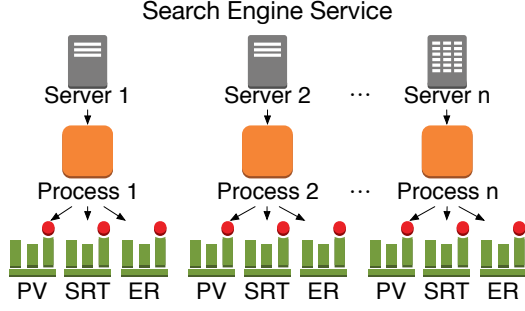 Search Engine Service
Server 1 Server 2 ... Server n
Process 1 Process 2 ... Process n
PV SRT ER PV SRT ER PV SRT ER